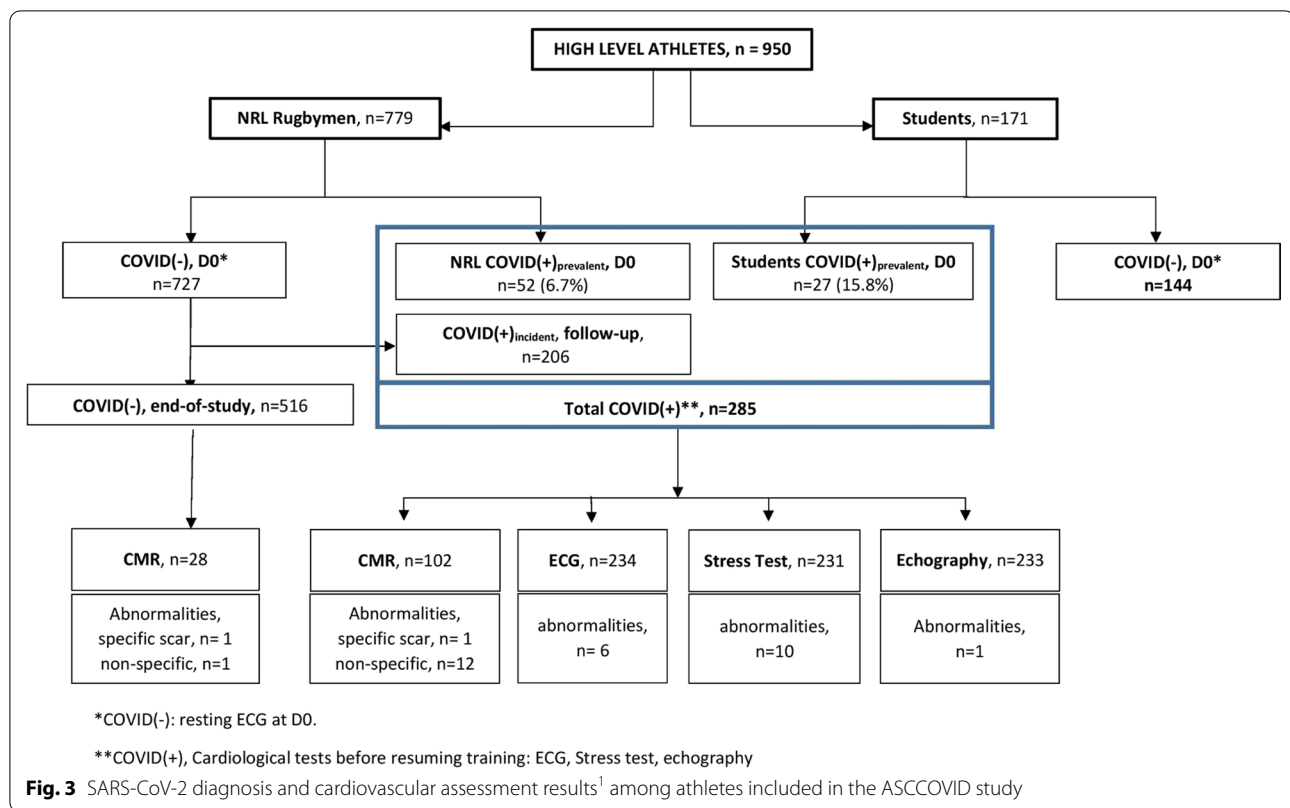 HIGH LEVEL ATHLETES, n = 950
NRL Rugbymen, n=779
Students, n=171
COVID(-), D0*
n=727
NRL COVID(+)prevalent, D0
n=52 (6.7%)
Students COVID(+)prevalent, D0
n=27 (15.8%)
COVID(-), D0*
n=144
COVID(+)incident, follow-up,
n=206
COVID(-), end-of-study, n=516
Total COVID(+)**, n=285
CMR, n=28
Abnormalities,
specific scar, n= 1
non-specific, n=1
CMR, n=102
Abnormalities,
specific scar, n= 1
non-specific, n=12
ECG, n=234
abnormalities,
n= 6
Stress Test, n=231
abnormalities,
n=10
Echography, n=233
Abnormalities,
n=1
*COVID(-): resting ECG at D0.
**COVID(+), Cardiological tests before resuming training: ECG, Stress test, echography
Fig. 3 SARS-CoV-2 diagnosis and cardiovascular assessment results1 among athletes included in the ASCCOVID study